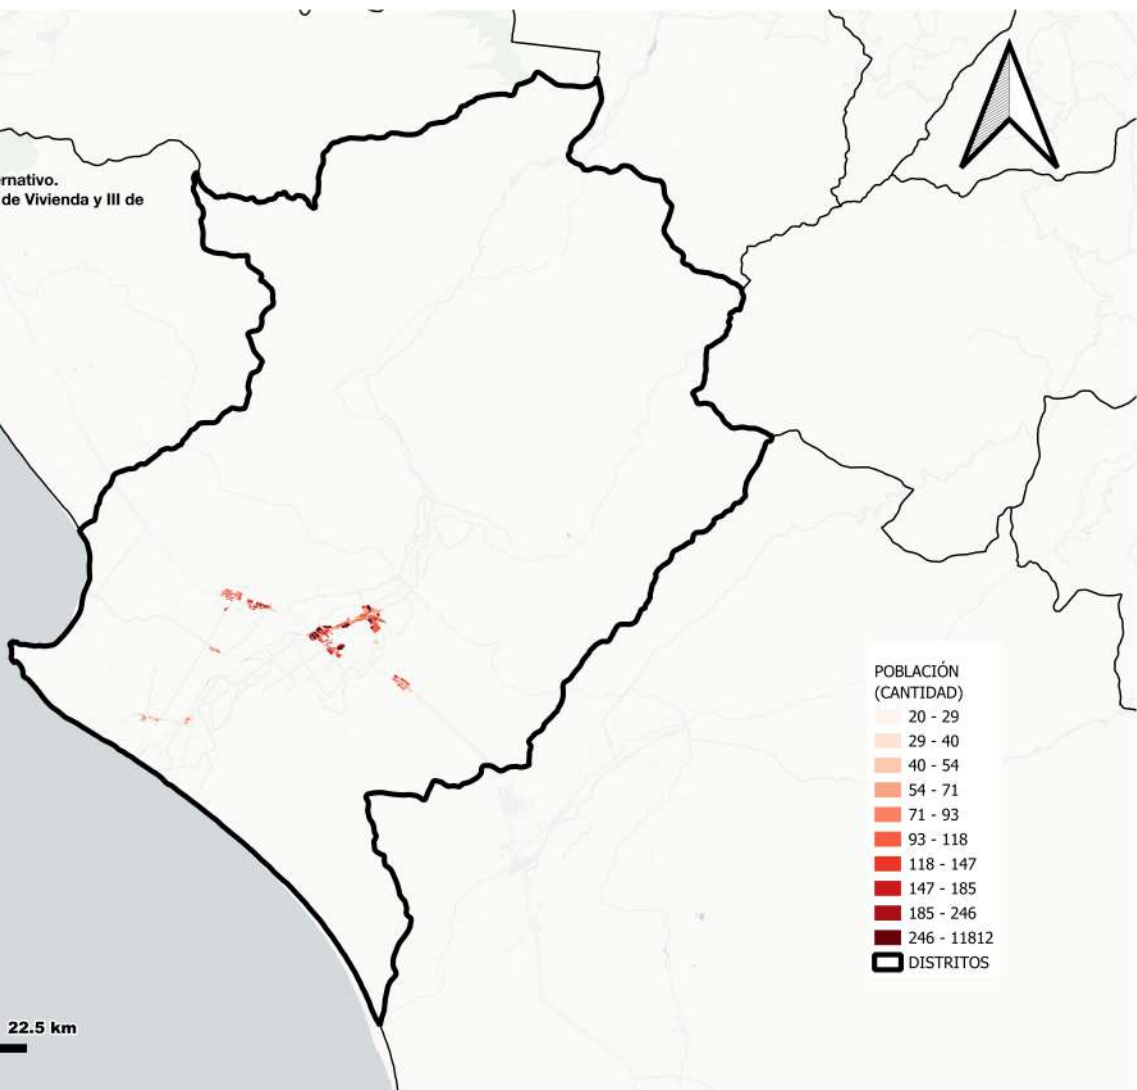 rnativo.
de Vivienda y III de
POBLACIÓN
(CANTIDAD)
20 - 29
29 - 40
40 - 54
54 - 71
71 - 93
93 - 118
118 - 147
147 - 185
185 - 246
246 - 11812
DISTRITOS
22.5 km